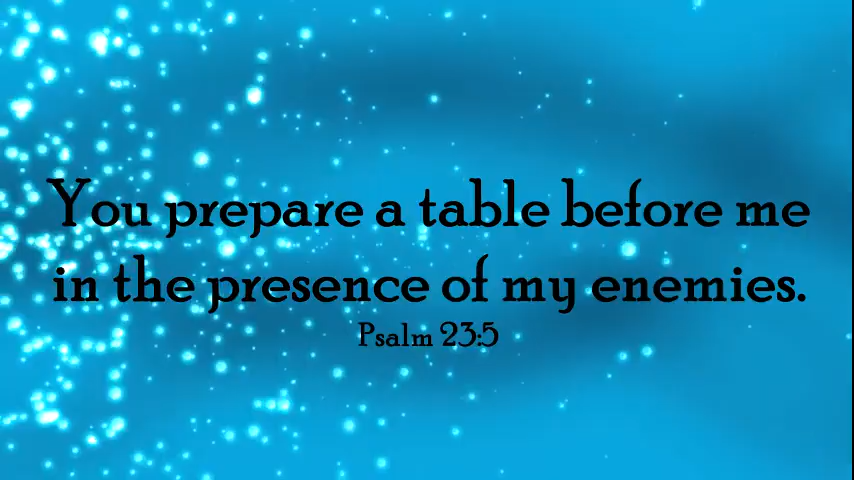 You prepare a table before me
in the presence of my enemies.
Psalm 23:5